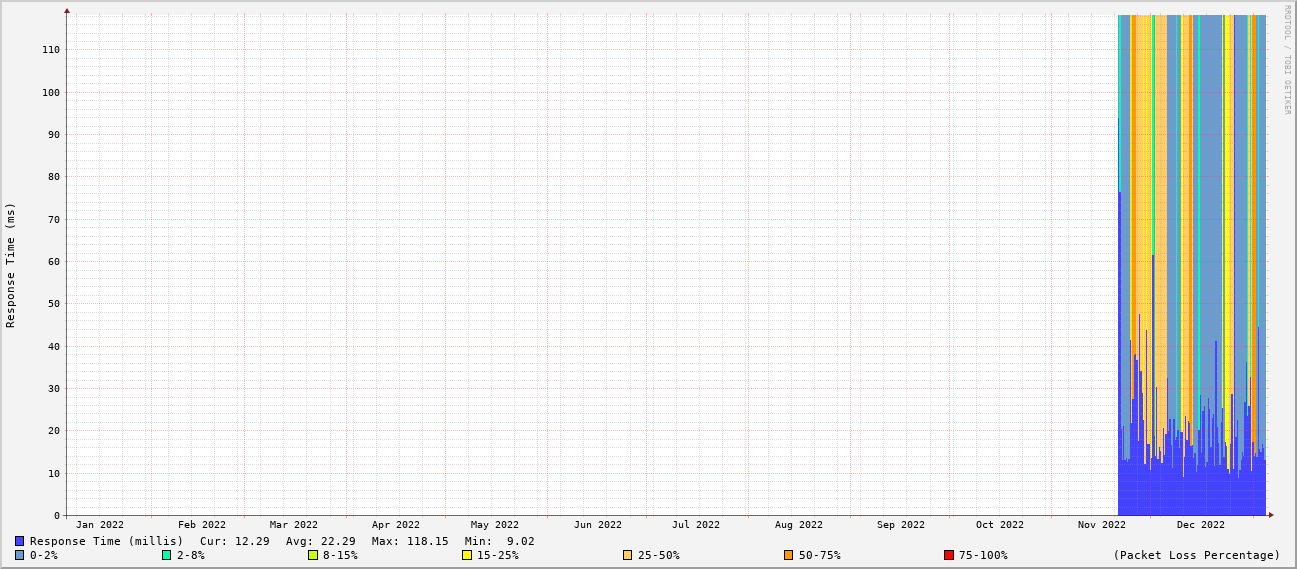 RRDTOOL / TOBI OETIKER
Response Time (ms)
110
100
90
80
70
60
50
40
30
20
10
0
Jan 2022 Feb 2022 Mar 2022 Apr 2022 May 2022 Jun 2022 Jul 2022 Aug 2022 Sep 2022 Oct 2022 Nov 2022 Dec 2022
Response Time (millis) Cur: 12.29 Avg: 22.29 Max: 118.15 Min: 9.02
0-2% 2-8% 8-15% 15-25% 25-50% 50-75% 75-100% (Packet Loss Percentage)